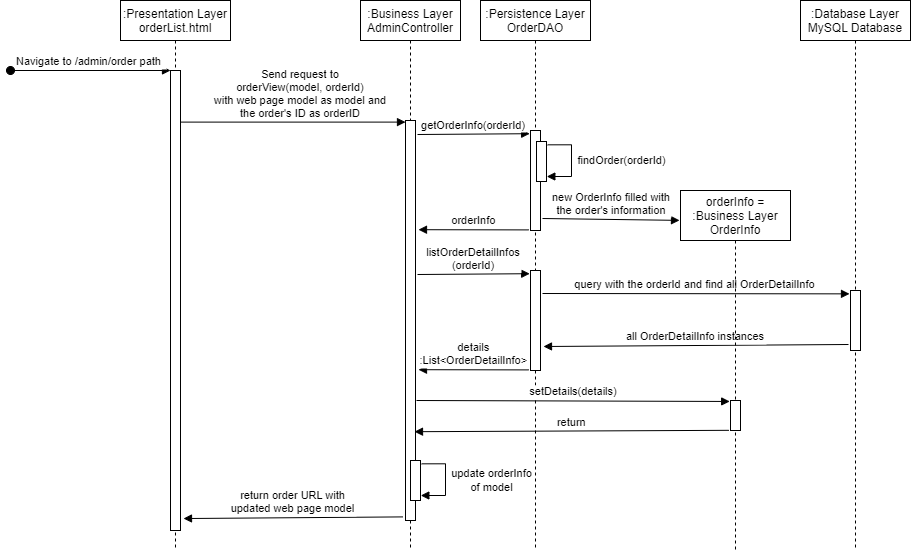 :Presentation Layer
orderList.html
:Business Layer
AdminController
:Persistence Layer
OrderDAO
:Database Layer
MySQL Database
Navigate to /admin/order path
Send request to
orderView(model, orderId)
with web page model as model and
the order's ID as orderID
getOrderInfo(orderId)
findOrder(orderId)
new OrderInfo filled with
the order's information
orderInfo =
:Business Layer
OrderInfo
orderInfo
listOrderDetailInfos
(orderId)
query with the orderId and find all OrderDetailInfo
all OrderDetailInfo instances
details
:List<OrderDetailInfo>
setDetails(details)
return
update orderInfo
of model
return order URL with
updated web page model